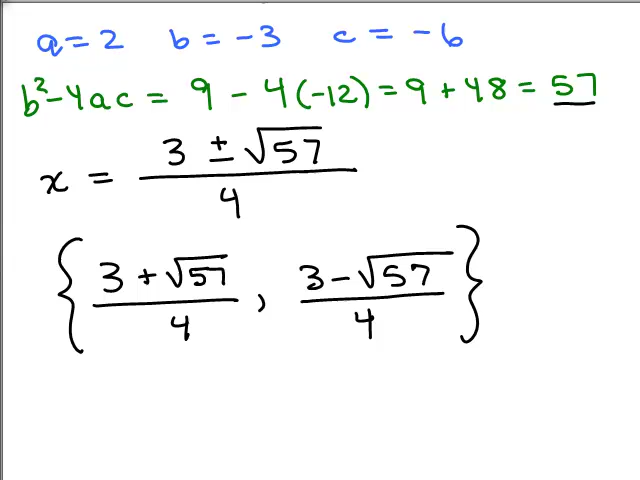 a = 2 b = -3 c = -6
b² - 4ac = 9 - 4(-12) = 9 + 48 = 57
x = (3 ± √57) / 4
{ (3 + √57) / 4 , (3 - √57) / 4 }